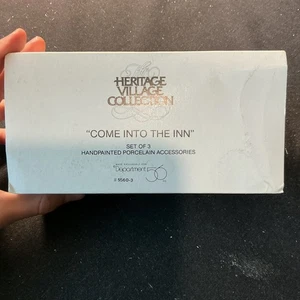 HERITAGE
VILLAGE
COLLECTION
"COME INTO THE INN"
SET OF 3
HANDPAINTED PORCELAIN ACCESSORIES
Department 56